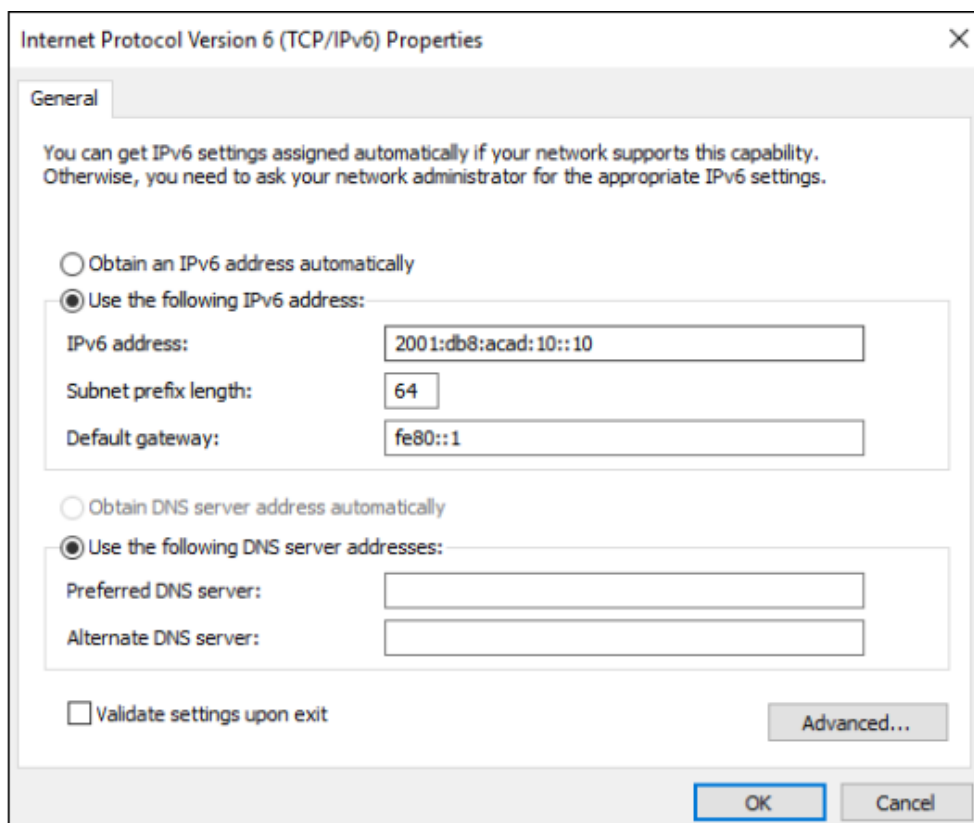 Internet Protocol Version 6 (TCP/IPv6) Properties
General
You can get IPv6 settings assigned automatically if your network supports this capability.
Otherwise, you need to ask your network administrator for the appropriate IPv6 settings.
Obtain an IPv6 address automatically
Use the following IPv6 address:
IPv6 address: 2001:db8:acad:10::10
Subnet prefix length: 64
Default gateway: fe80::1
Obtain DNS server address automatically
Use the following DNS server addresses:
Preferred DNS server:
Alternate DNS server:
Validate settings upon exit
Advanced...
OK Cancel